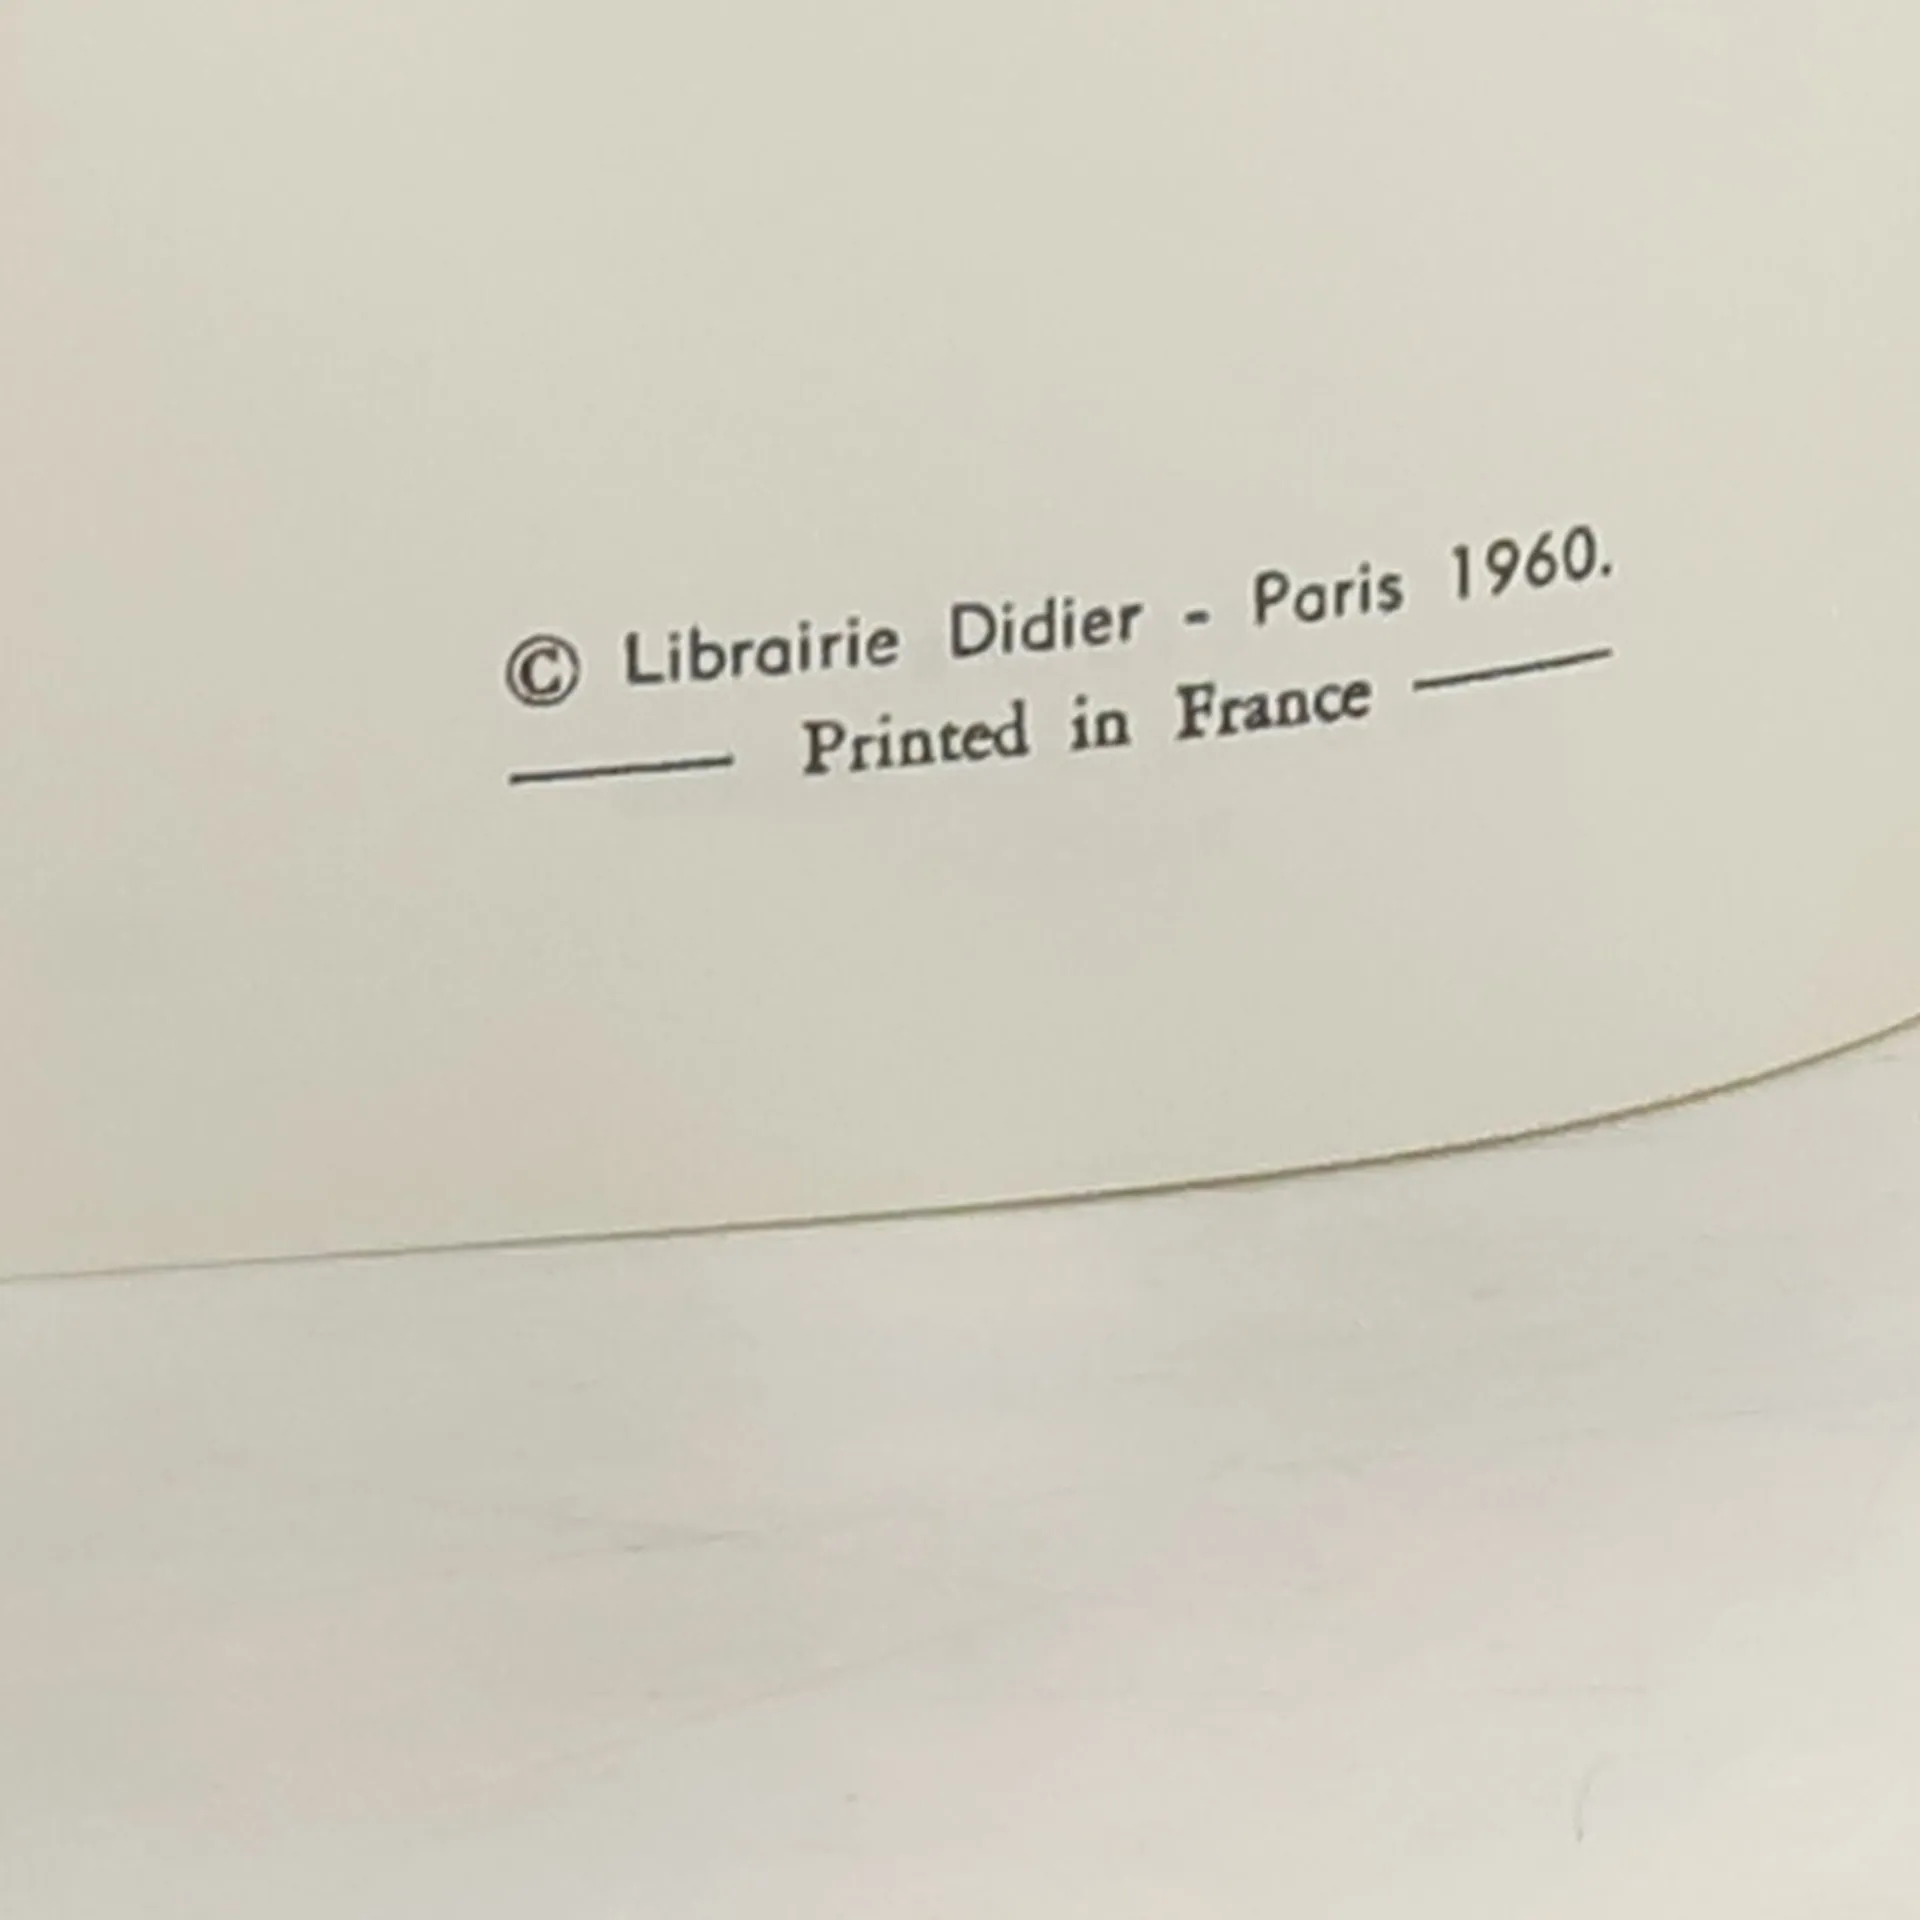 © Librairie Didier - Paris 1960.
Printed in France